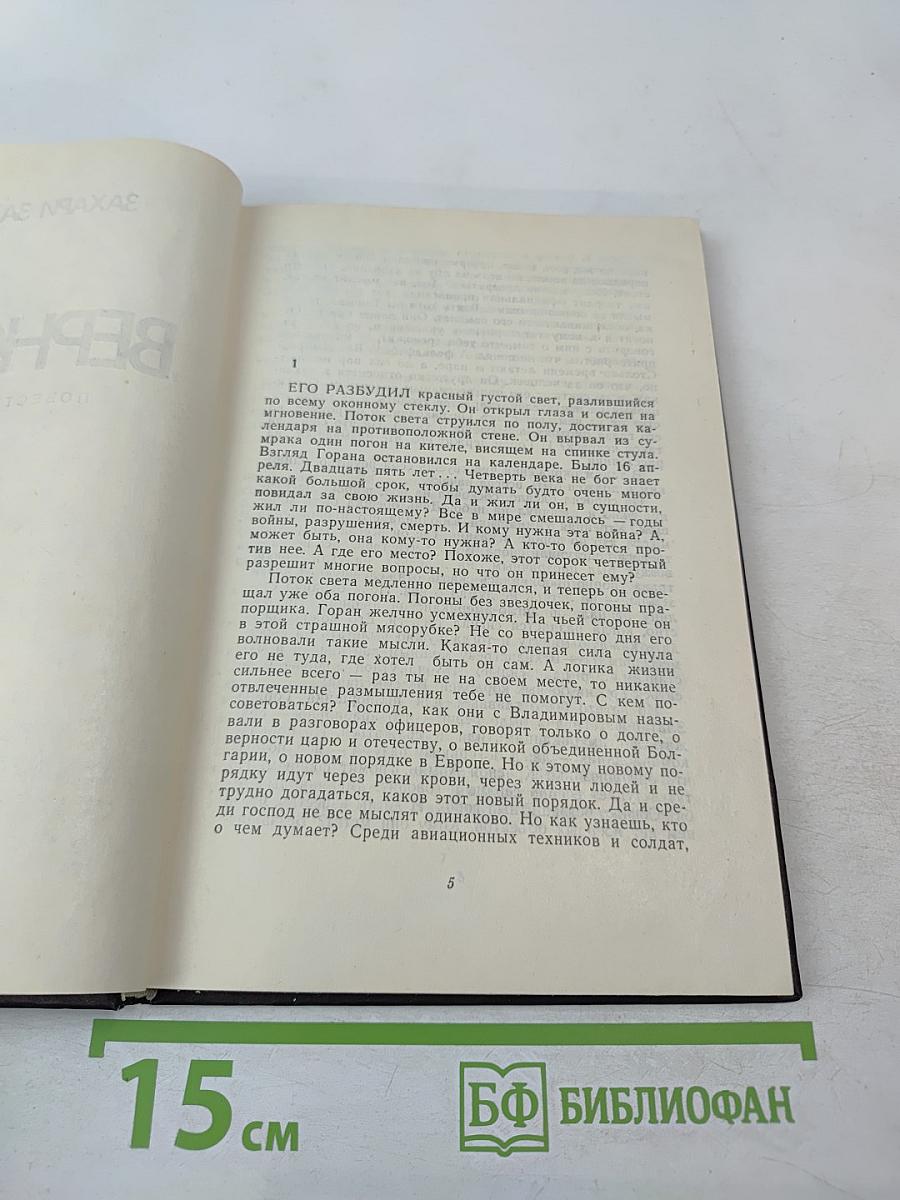 1
ЕГО РАЗБУДИЛ красный густой свет, разлившийся
по всему оконному стеклу. Он открыл глаза и ослеп на
мгновение. Поток света струился по полу, достигая ка-
лендаря на противоположной стене. Он вырвал из су-
мрака один погон на кителе, висящем на спинке стула.
Взгляд Горана остановился на календаре. Было 16 ап-
реля. Двадцать пять лет... Четверть века не бог знает
какой большой срок, чтобы думать будто очень много
повидал за свою жизнь. Да и жил ли он, в сущности,
жил ли по-настоящему? Все в мире смешалось — годы
войны, разрушения, смерть. И кому нужна эта война? А,
может быть, она кому-то нужна? А кто-то борется про-
тив нее. А где его место? Похоже, этот сорок четвертый
разрешит многие вопросы, но что он принесет ему?
Поток света медленно перемещался, и теперь он осве-
щал уже оба погона. Погоны без звездочек, погоны пра-
порщика. Горан желчно усмехнулся. На чьей стороне он
в этой страшной мясорубке? Не со вчерашнего дня его
волновали такие мысли. Какая-то слепая сила сунула
его не туда, где хотел быть он сам. А логика жизни
сильнее всего — раз ты не на своем месте, то никакие
отвлеченные размышления тебе не помогут. С кем по-
советоваться? Господа, как они с Владимировым назы-
вали в разговорах офицеров, говорят только о долге, о
верности царю и отечеству, о великой объединенной Бол-
гарии, о новом порядке в Европе. Но к этому новому по-
рядку идут через реки крови, через жизни людей и не
трудно догадаться, каков этот новый порядок. Да и сре-
ди господ не все мыслят одинаково. Но как узнаешь, кто
о чем думает? Среди авиационных техников и солдат,
5
15 см
БФ БИБЛИОФАН